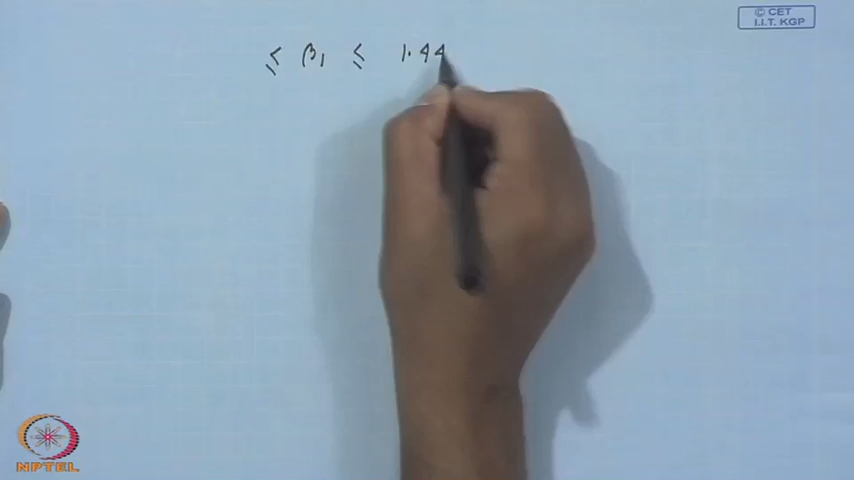 © CET
I.I.T. KGP
≤ β₁ ≤ 1.44
NPTEL